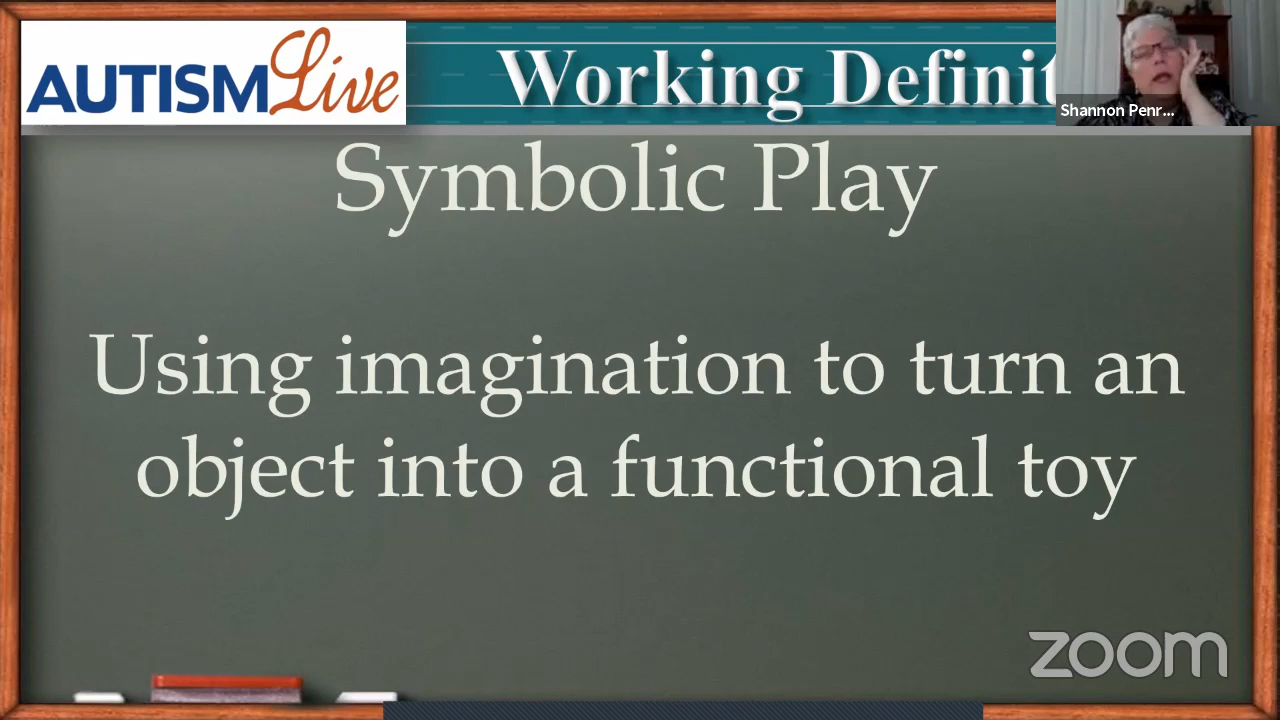 AUTISM Live
Working Definit
Shannon Penr...
Symbolic Play
Using imagination to turn an
object into a functional toy
zoom